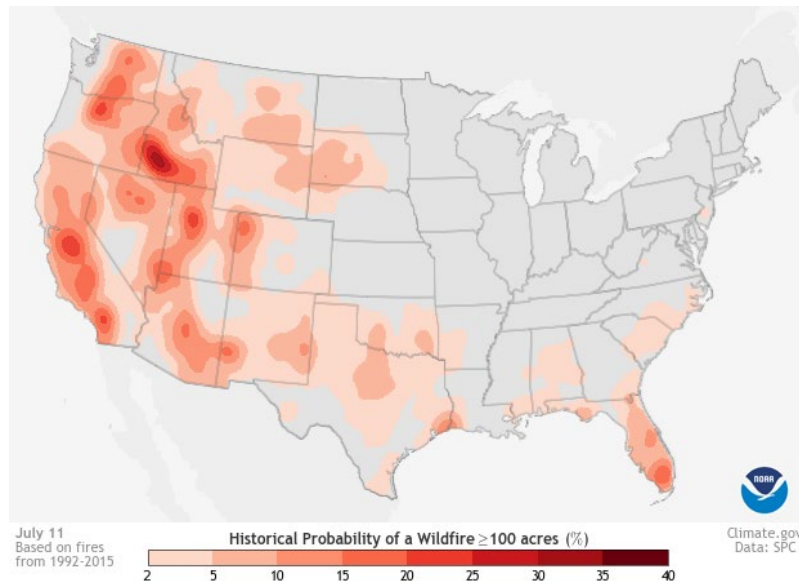 NOAA
July 11
Based on fires
from 1992-2015
Historical Probability of a Wildfire ≥100 acres (%)
2 5 10 15 20 25 30 35 40
Climate.gov
Data: SPC